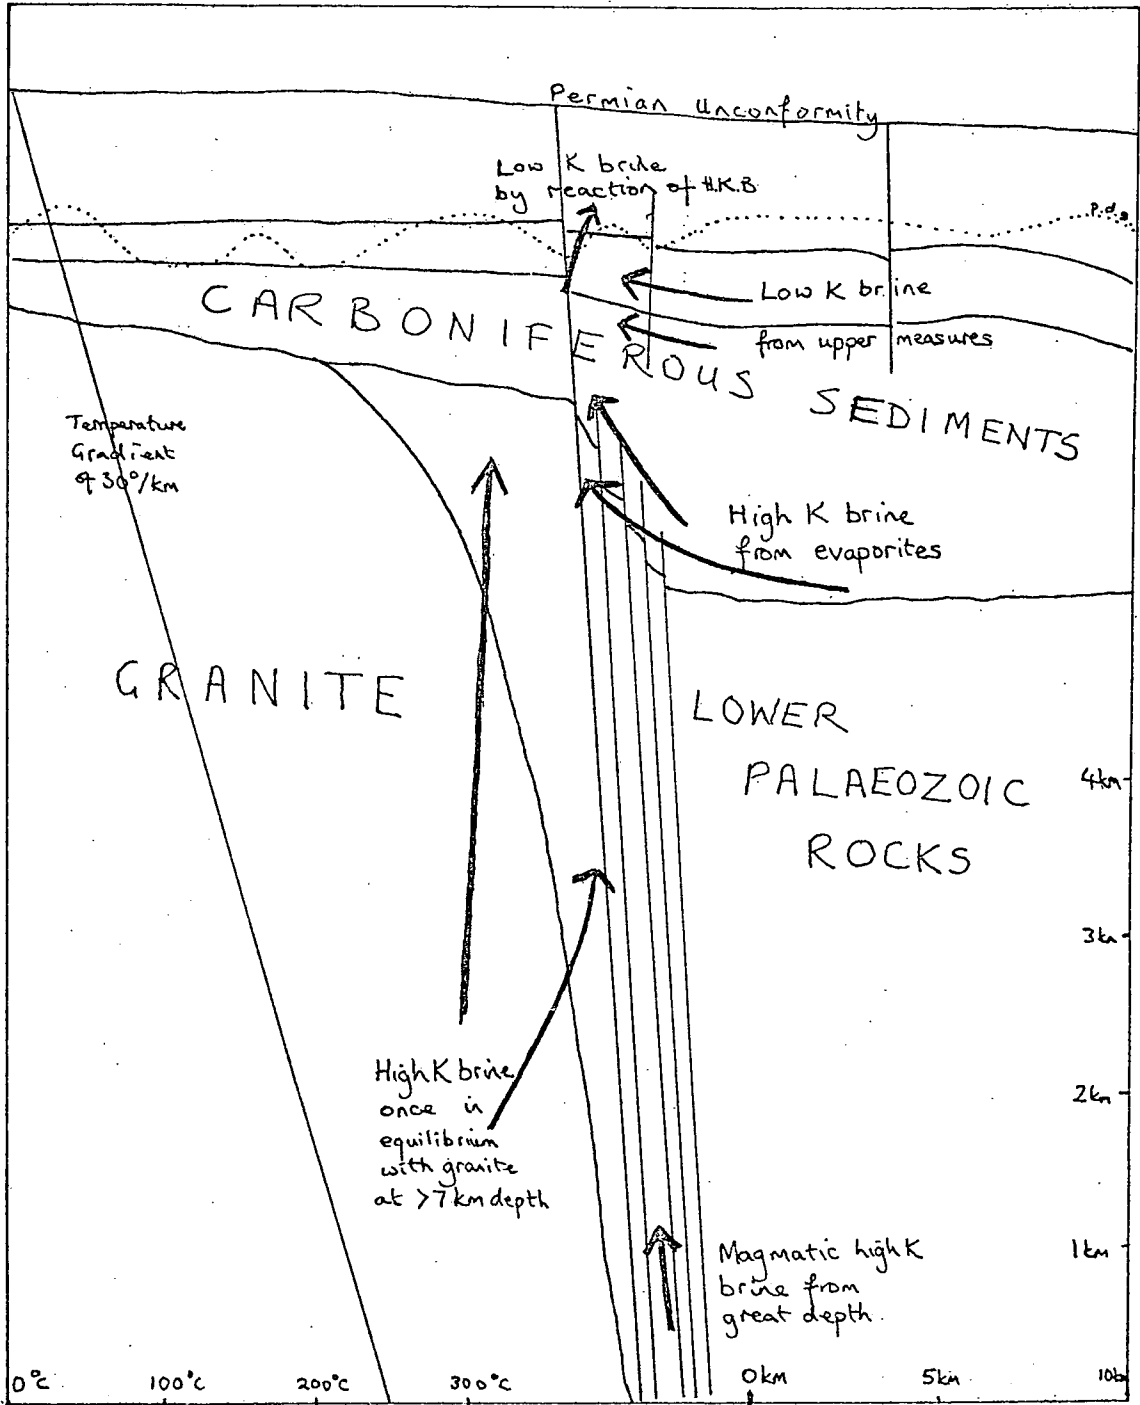 Permian Unconformity
Low K brine
by reaction of H.K.B
p.d.s
Low K brine
from upper measures
CARBONIFEROUS SEDIMENTS
Temperature
Gradient
of 30°/km
High K brine
from evaporites
GRANITE
LOWER
PALAEOZOIC
ROCKS
4km
3km
2km
1km
High K brine
once in
equilibrium
with granite
at >7km depth
Magmatic high K
brine from
great depth.
0°C 100°C 200°C 300°C 0km 5km